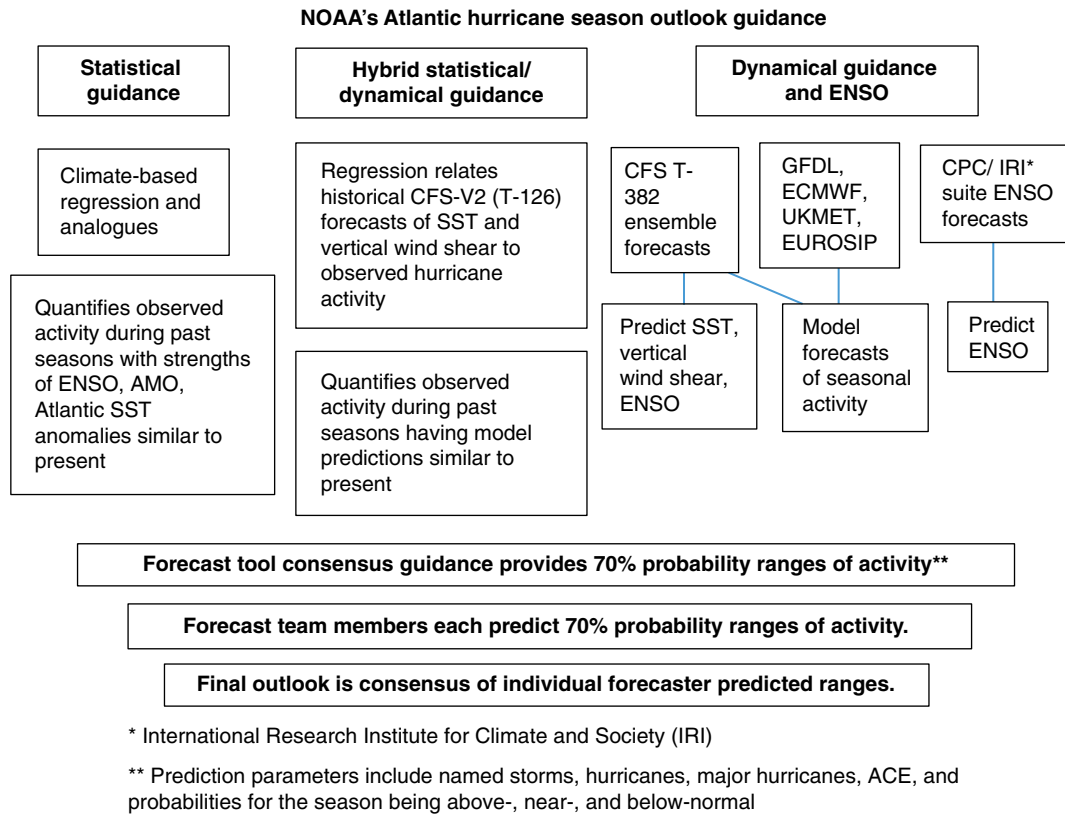 NOAA's Atlantic hurricane season outlook guidance
Statistical
guidance
Hybrid statistical/
dynamical guidance
Dynamical guidance
and ENSO
Climate-based
regression and
analogues
Quantifies observed
activity during past
seasons with strengths
of ENSO, AMO,
Atlantic SST
anomalies similar to
present
Regression relates
historical CFS-V2 (T-126)
forecasts of SST and
vertical wind shear to
observed hurricane
activity
Quantifies observed
activity during past
seasons having model
predictions similar to
present
CFS T-
382
ensemble
forecasts
GFDL,
ECMWF,
UKMET,
EUROSIP
CPC/ IRI*
suite ENSO
forecasts
Predict SST,
vertical
wind shear,
ENSO
Model
forecasts
of seasonal
activity
Predict
ENSO
Forecast tool consensus guidance provides 70% probability ranges of activity**
Forecast team members each predict 70% probability ranges of activity.
Final outlook is consensus of individual forecaster predicted ranges.
* International Research Institute for Climate and Society (IRI)
** Prediction parameters include named storms, hurricanes, major hurricanes, ACE, and
probabilities for the season being above-, near-, and below-normal